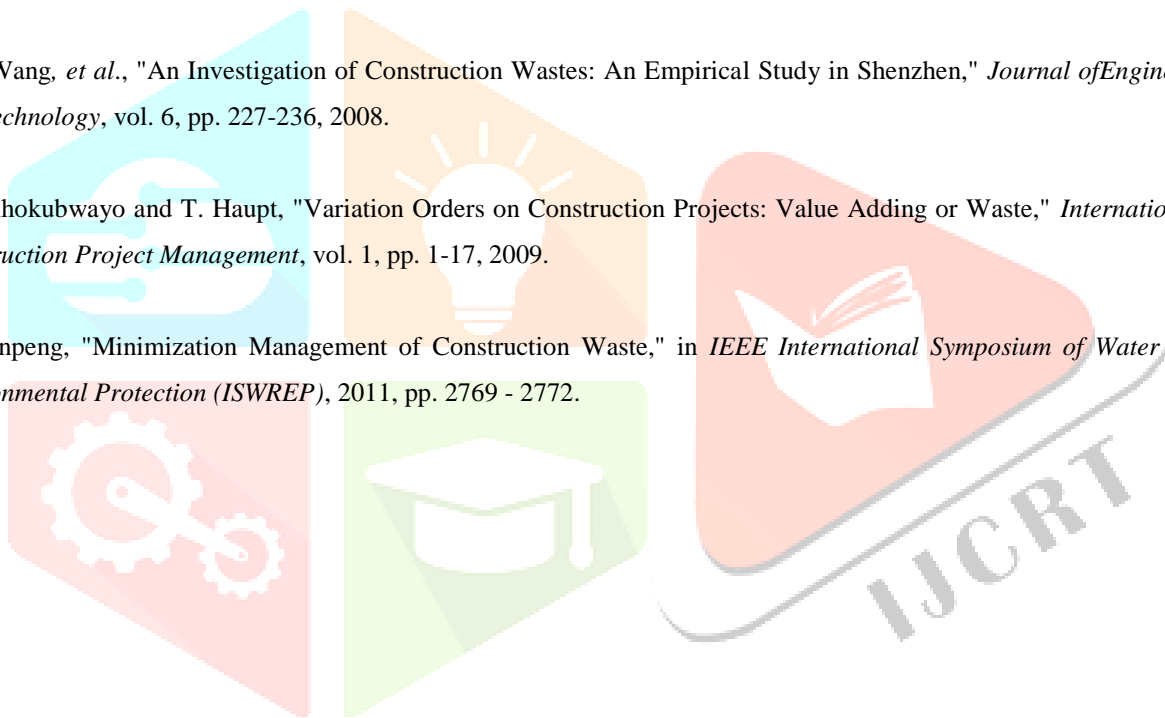 Wang, et al., "An Investigation of Construction Wastes: An Empirical Study in Shenzhen," Journal ofEngine
echnology, vol. 6, pp. 227-236, 2008.
hokubwayo and T. Haupt, "Variation Orders on Construction Projects: Value Adding or Waste," Internatio
ruction Project Management, vol. 1, pp. 1-17, 2009.
npeng, "Minimization Management of Construction Waste," in IEEE International Symposium of Water
onmental Protection (ISWREP), 2011, pp. 2769 - 2772.
IJCRT